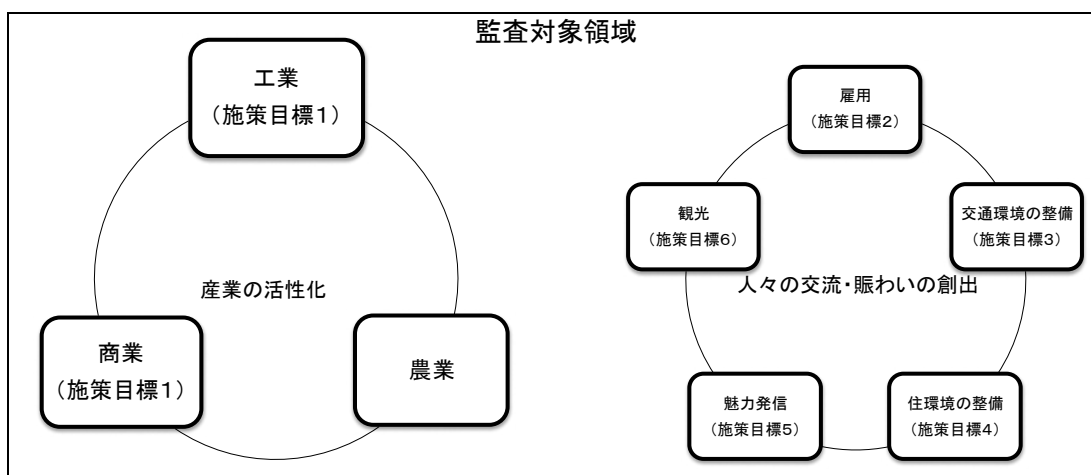 監査対象領域
工業
（施策目標１）
産業の活性化
商業
（施策目標１）
農業
雇用
（施策目標2）
観光
（施策目標6）
交通環境の整備
（施策目標3）
人々の交流・賑わいの創出
魅力発信
（施策目標5）
住環境の整備
（施策目標4）